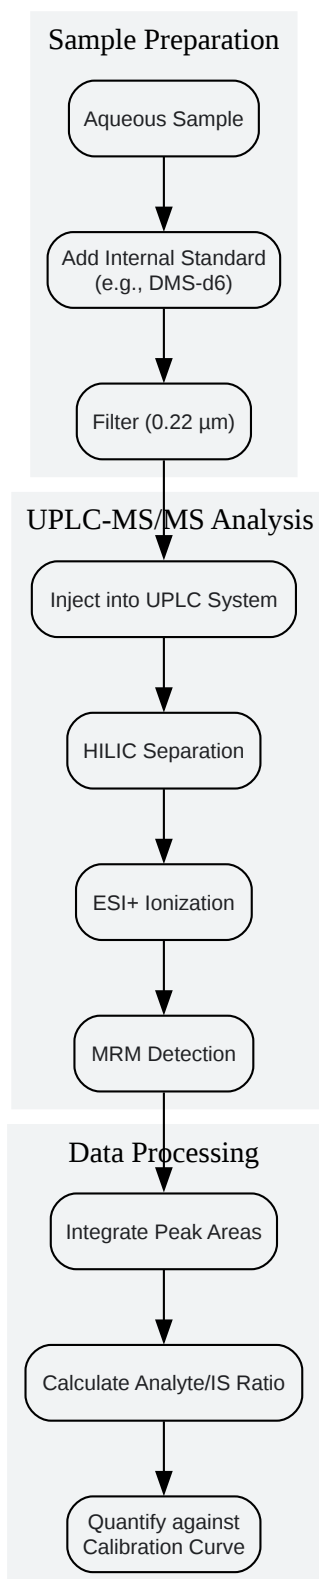 Sample Preparation
Aqueous Sample
Add Internal Standard
(e.g., DMS-d6)
Filter (0.22 µm)
UPLC-MS/MS Analysis
Inject into UPLC System
HILIC Separation
ESI+ Ionization
MRM Detection
Data Processing
Integrate Peak Areas
Calculate Analyte/IS Ratio
Quantify against
Calibration Curve